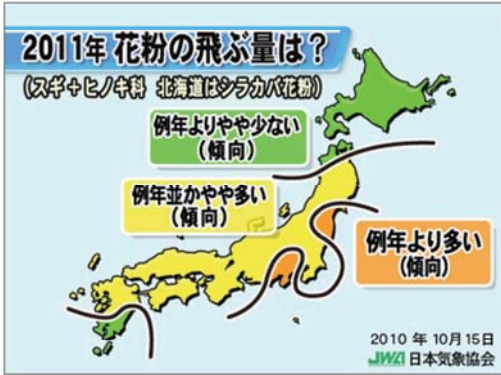 2011年 花粉の飛ぶ量は？
（スギ＋ヒノキ科 北海道はシラカバ花粉）
例年よりやや少ない
（傾向）
例年並かやや多い
（傾向）
例年より多い
（傾向）
2010 年 10月15日
JWA 日本気象協会